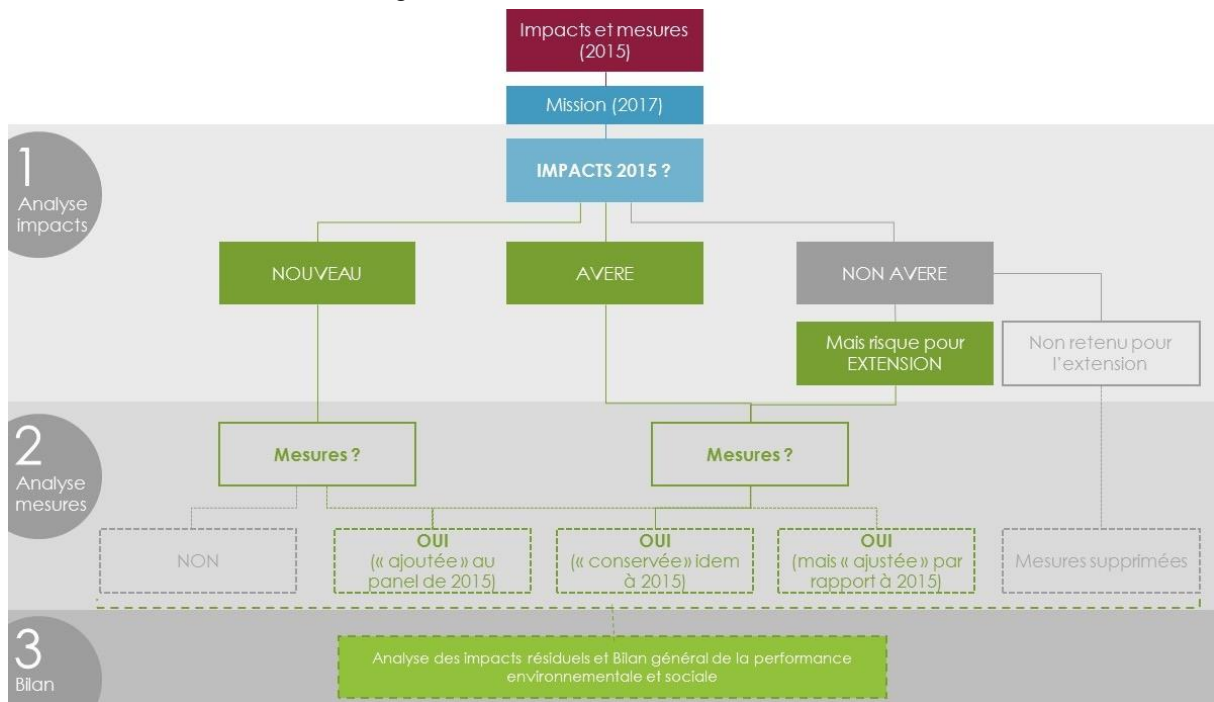 Impacts et mesures
(2015)
Mission (2017)
IMPACTS 2015 ?
1
Analyse
impacts
NOUVEAU
AVERE
NON AVERE
Mais risque pour
EXTENSION
Non retenu pour
l'extension
2
Analyse
mesures
Mesures ?
Mesures ?
NON
OUI
(« ajoutée » au
panel de 2015)
OUI
(« conservée» idem
à 2015)
OUI
(mais « ajustée » par
rapport à 2015)
Mesures supprimées
3
Bilan
Analyse des impacts résiduels et Bilan général de la performance
environnementale et sociale